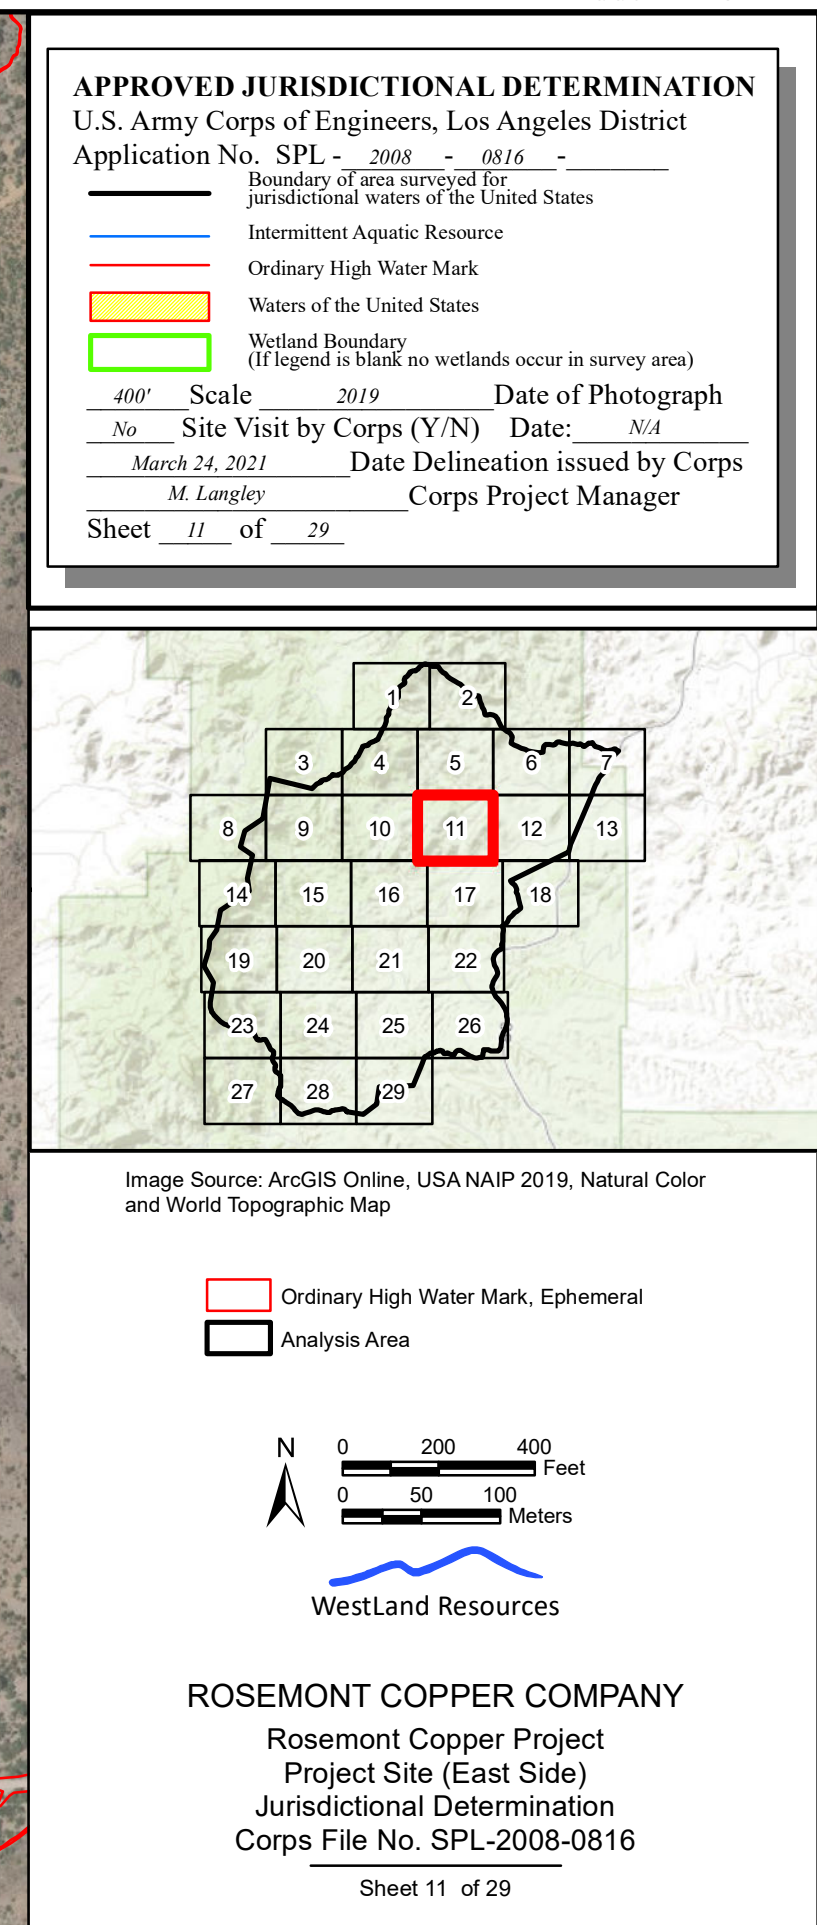 APPROVED JURISDICTIONAL DETERMINATION
U.S. Army Corps of Engineers, Los Angeles District
Application No. SPL - 2008 - 0816 -
Boundary of area surveyed for
jurisdictional waters of the United States
Intermittent Aquatic Resource
Ordinary High Water Mark
Waters of the United States
Wetland Boundary
(If legend is blank no wetlands occur in survey area)
400' Scale 2019 Date of Photograph
No Site Visit by Corps (Y/N) Date: N/A
March 24, 2021 Date Delineation issued by Corps
M. Langley Corps Project Manager
Sheet 11 of 29
1 2
3 4 5 6 7
8 9 10 11 12 13
14 15 16 17 18
19 20 21 22
23 24 25 26
27 28 29
Image Source: ArcGIS Online, USA NAIP 2019, Natural Color
and World Topographic Map
Ordinary High Water Mark, Ephemeral
Analysis Area
N
0 200 400
Feet
0 50 100
Meters
WestLand Resources
ROSEMONT COPPER COMPANY
Rosemont Copper Project
Project Site (East Side)
Jurisdictional Determination
Corps File No. SPL-2008-0816
Sheet 11 of 29